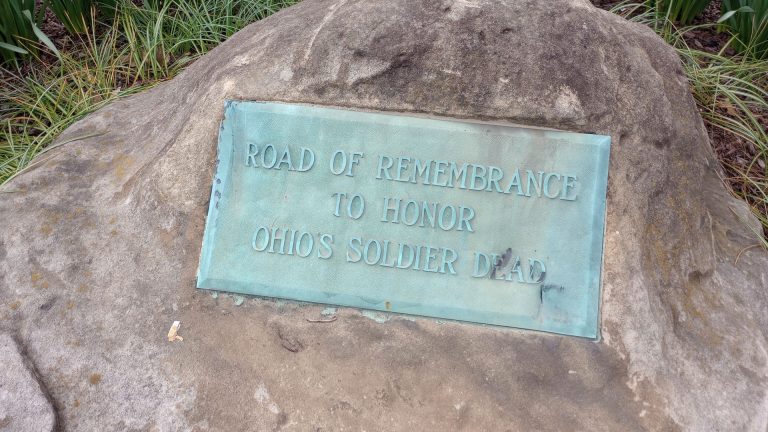 ROAD OF REMEMBRANCE
TO HONOR
OHIO'S SOLDIER DEAD